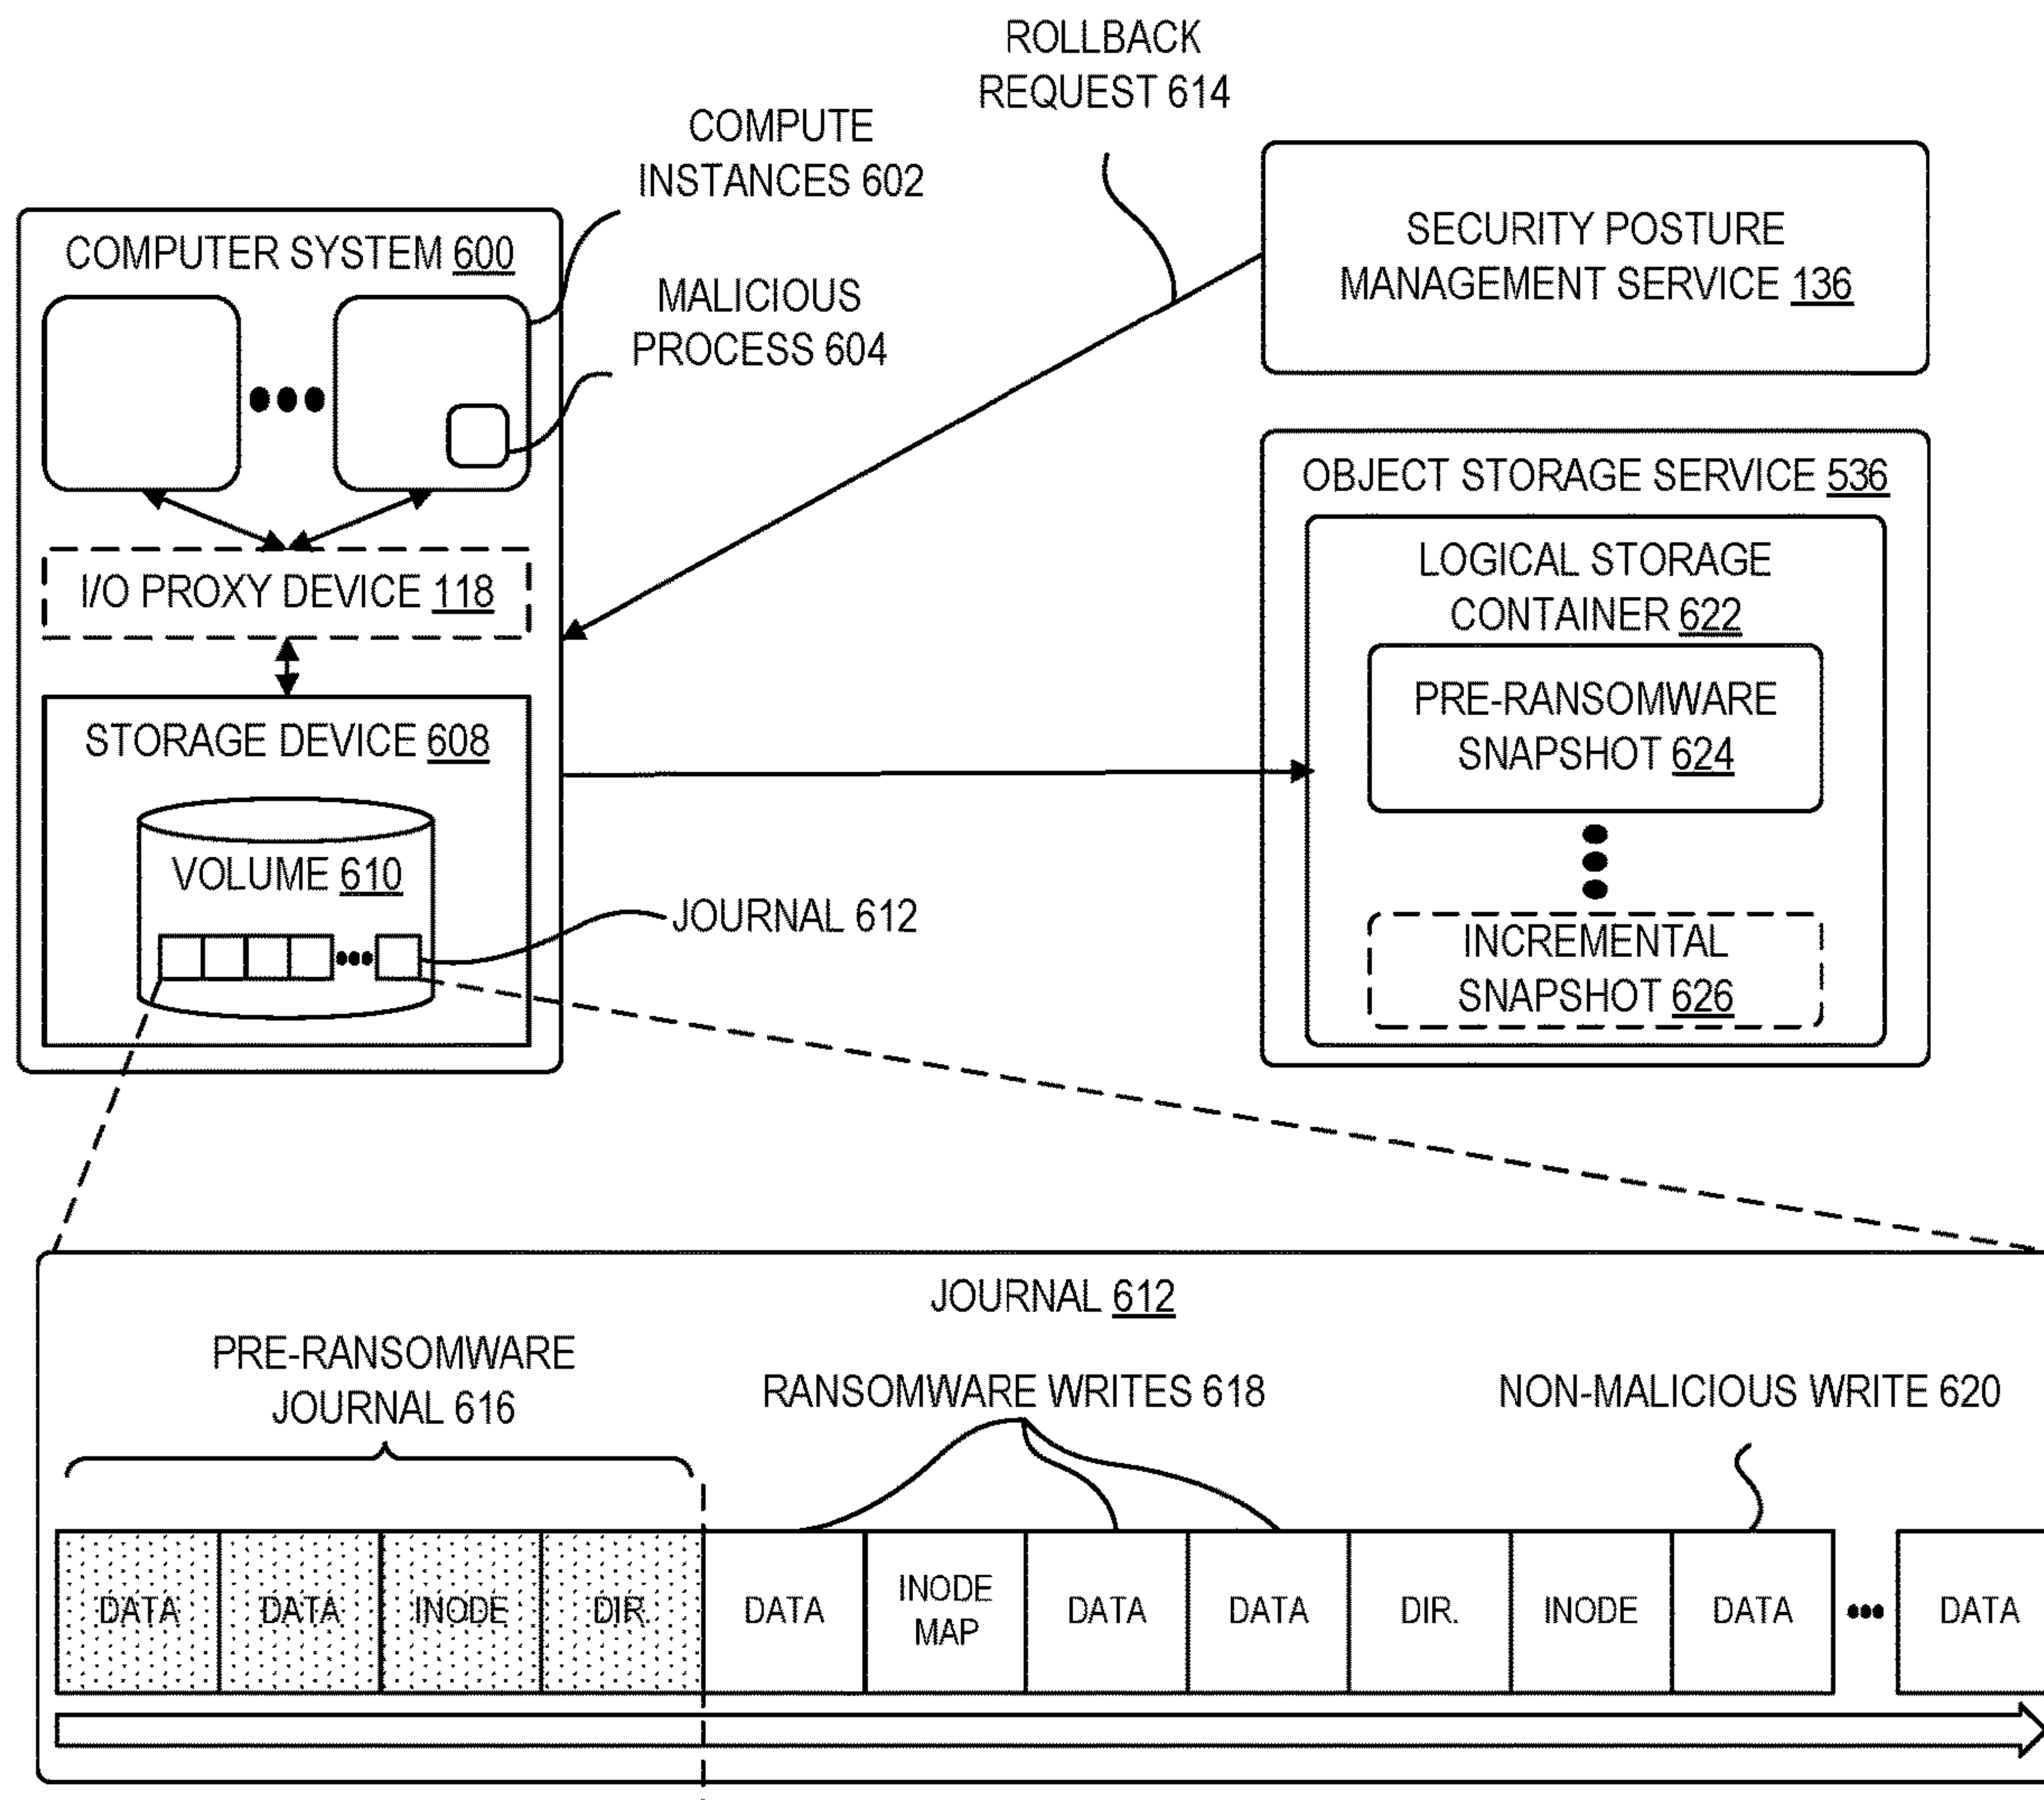 ROLLBACK
REQUEST 614
COMPUTE
INSTANCES 602
MALICIOUS
PROCESS 604
COMPUTER SYSTEM 600
I/O PROXY DEVICE 118
STORAGE DEVICE 608
VOLUME 610
JOURNAL 612
SECURITY POSTURE
MANAGEMENT SERVICE 136
OBJECT STORAGE SERVICE 536
LOGICAL STORAGE
CONTAINER 622
PRE-RANSOMWARE
SNAPSHOT 624
INCREMENTAL
SNAPSHOT 626
JOURNAL 612
PRE-RANSOMWARE
JOURNAL 616
RANSOMWARE WRITES 618
NON-MALICIOUS WRITE 620
DATA
DATA
INODE
DIR.
DATA
INODE
MAP
DATA
DATA
DIR.
INODE
DATA
DATA